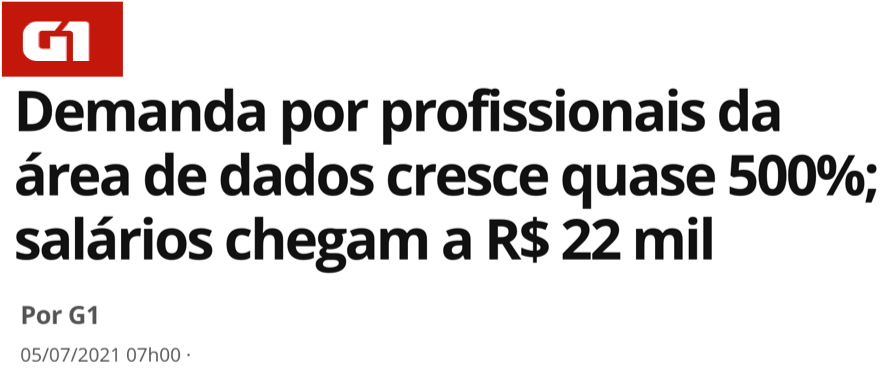 G1
Demanda por profissionais da
área de dados cresce quase 500%;
salários chegam a R$ 22 mil
Por G1
05/07/2021 07h00 ·